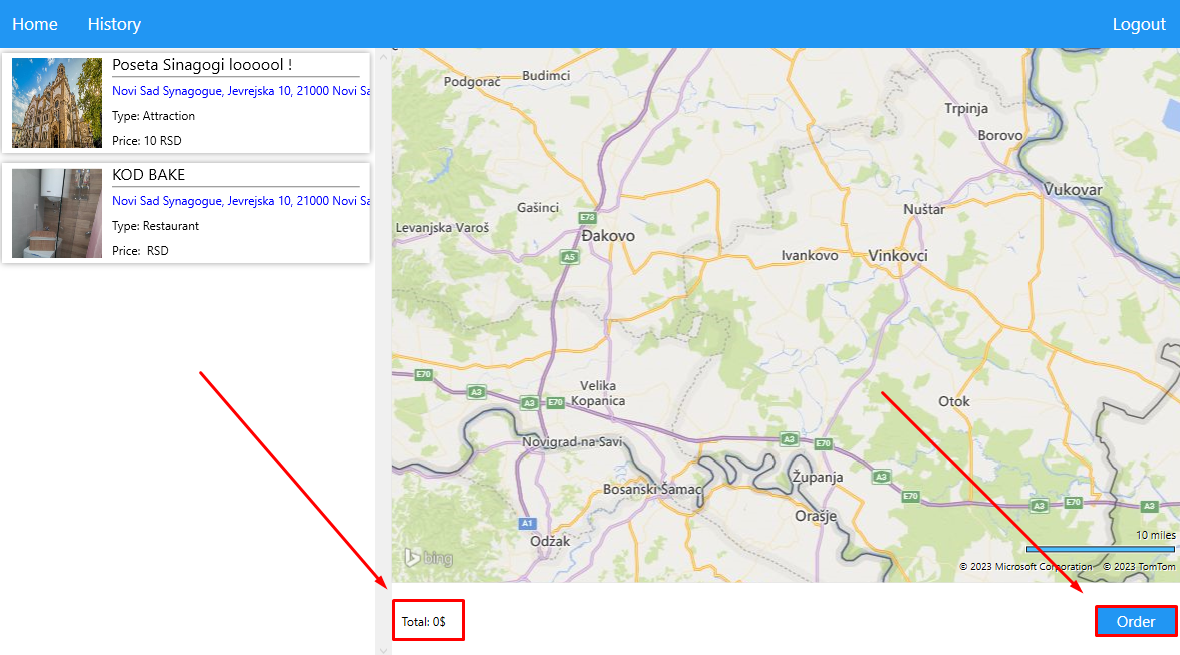 Home
History
Logout
Poseta Sinagogi loooool !
Novi Sad Synagogue, Jevrejska 10, 21000 Novi Sa
Type: Attraction
Price: 10 RSD
KOD BAKE
Novi Sad Synagogue, Jevrejska 10, 21000 Novi Sa
Type: Restaurant
Price:  RSD
Podgorač
Budimci
Trpinja
Borovo
Vukovar
Gašinci
Nuštar
Levanjska Varoš
E73
Đakovo
A5
Ivankovo
Vinkovci
E70
A3
Velika
Kopanica
A3
E70
Otok
Novigrad na Savi
A3
E70
Županja
A3
Bosanski Šamac
E70
A3
E70
A3
Orašje
A1
Odžak
10 miles
bing
© 2023 Microsoft Corporation
© 2023 TomTom
Total: 0$
Order